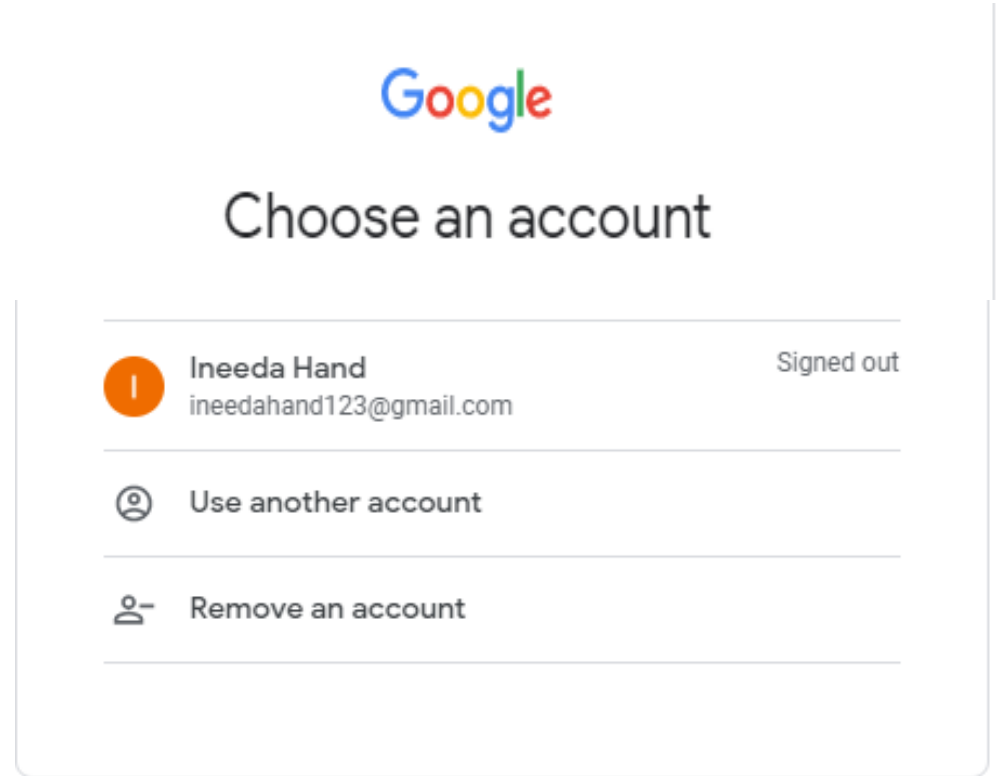 Google
Choose an account
I
Ineeda Hand
Signed out
ineedahand123@gmail.com
Use another account
Remove an account